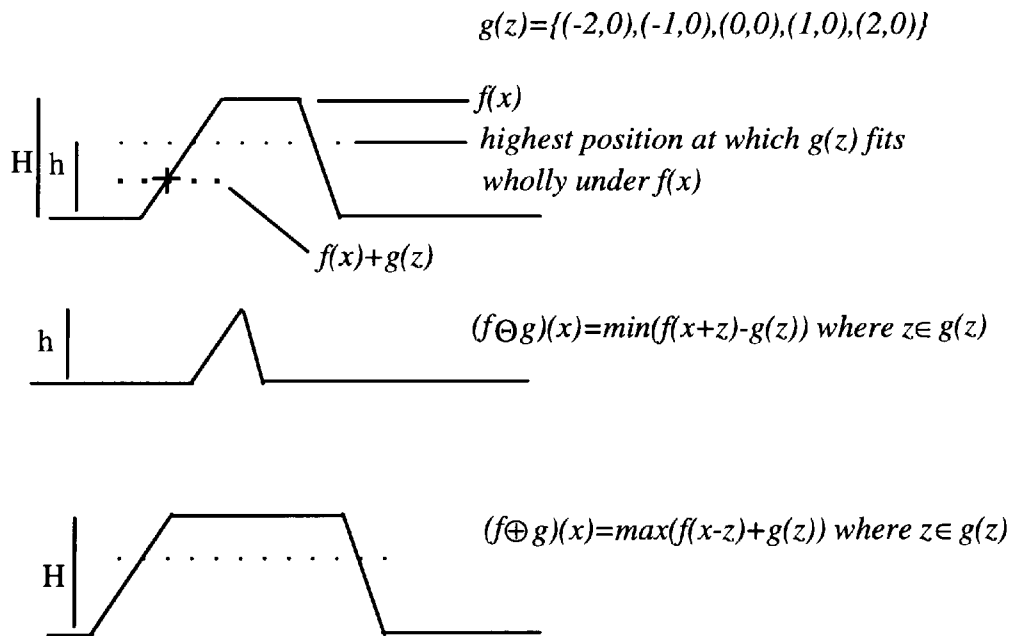 g(z)={(-2,0),(-1,0),(0,0),(1,0),(2,0)}
f(x)
highest position at which g(z) fits
wholly under f(x)
H h
f(x)+g(z)
h
(fΘg)(x)=min(f(x+z)-g(z)) where z∈ g(z)
(f⊕g)(x)=max(f(x-z)+g(z)) where z∈ g(z)
H